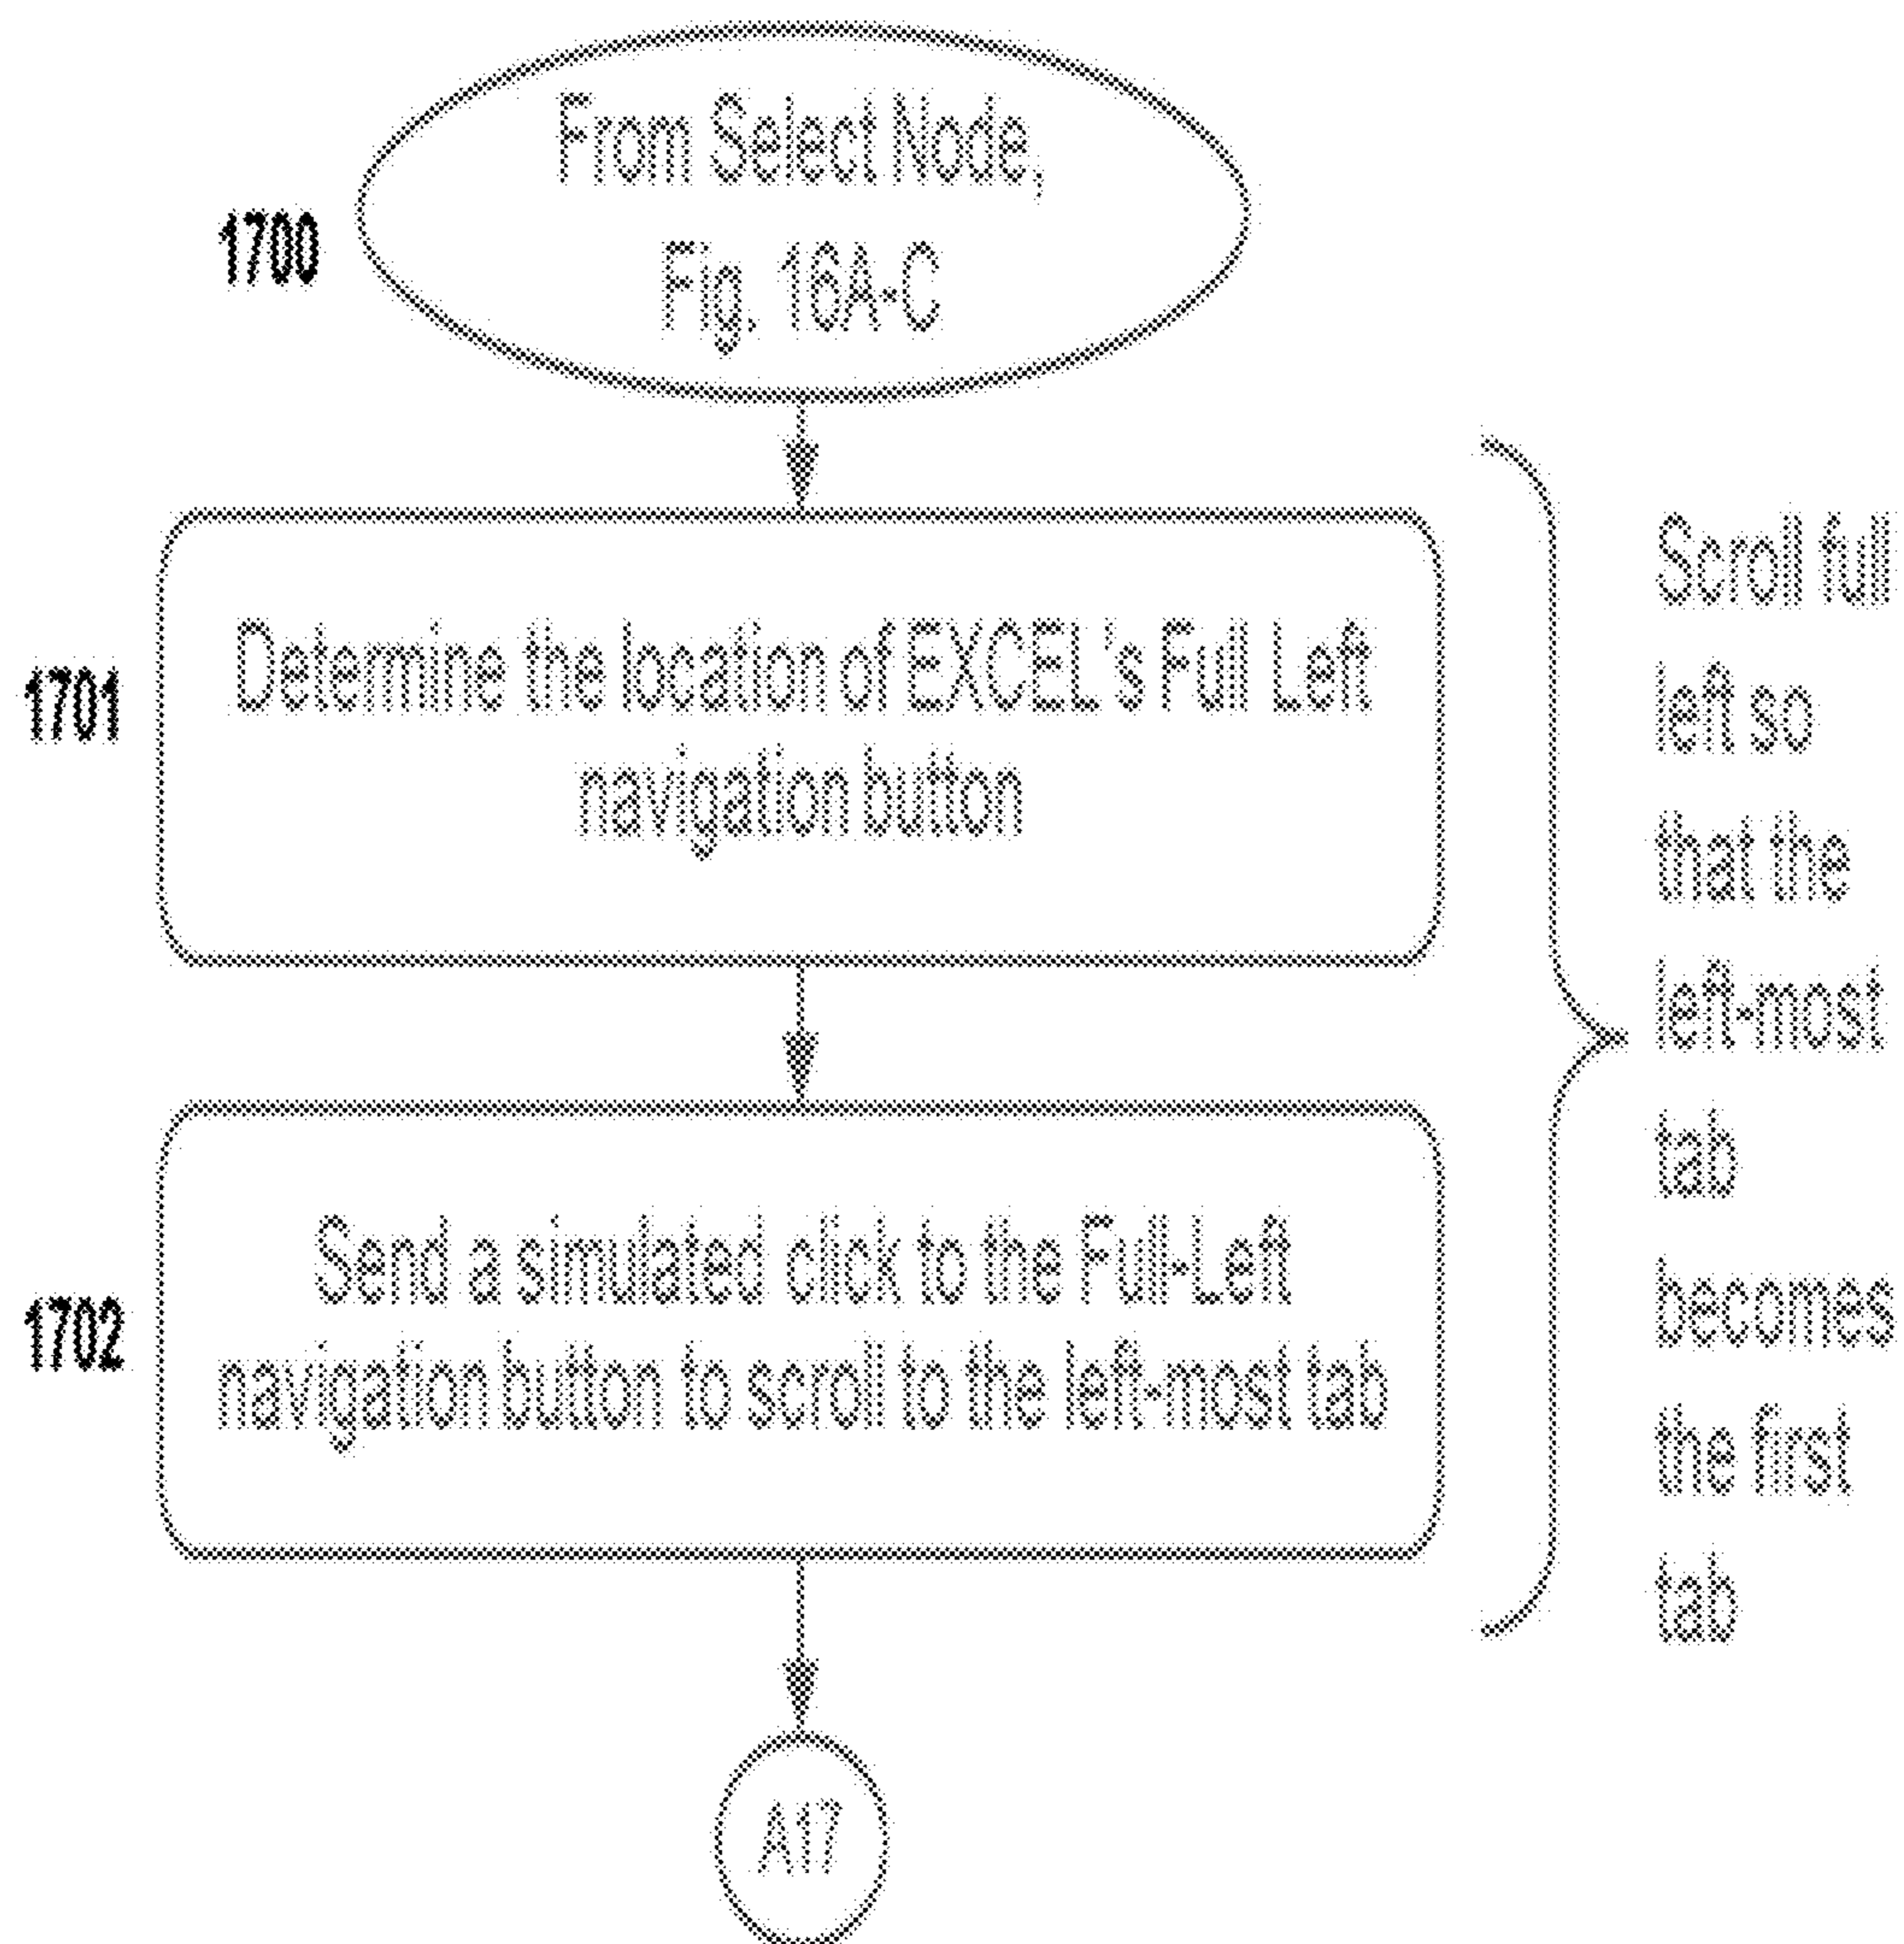 From Select Node,
Fig. 16A-C
1700
Determine the location of EXCEL's Full Left
navigation button
1701
Send a simulated click to the Full-Left
navigation button to scroll to the left-most tab
1702
Scroll full
left so
that the
left-most
tab
becomes
the first
tab
A17